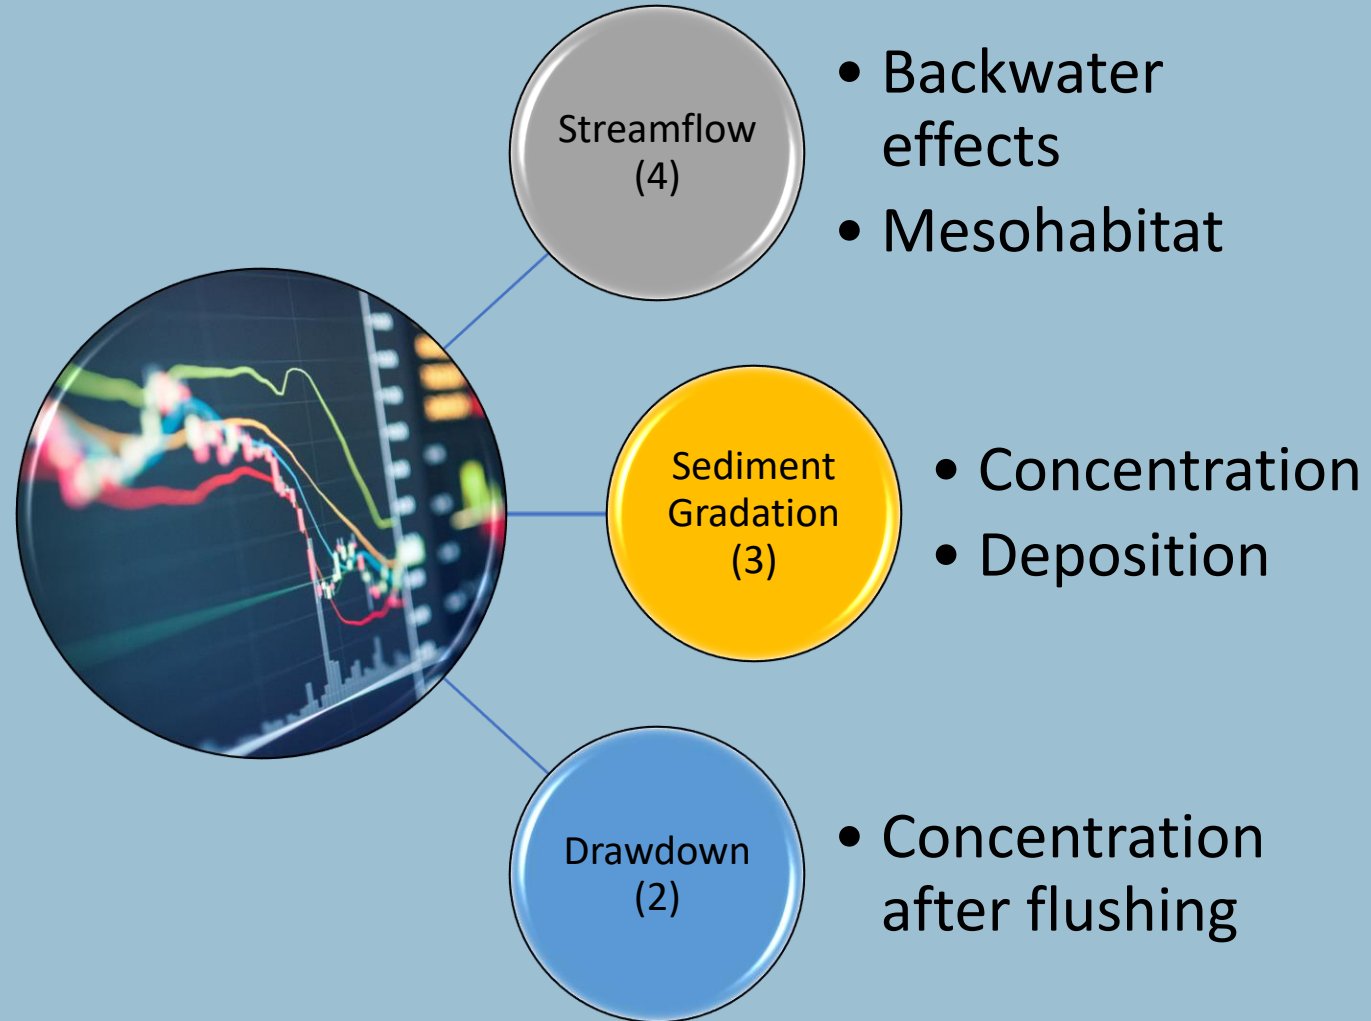 Streamflow
(4)
• Backwater
effects
• Mesohabitat
Sediment
Gradation
(3)
• Concentration
• Deposition
Drawdown
(2)
• Concentration
after flushing